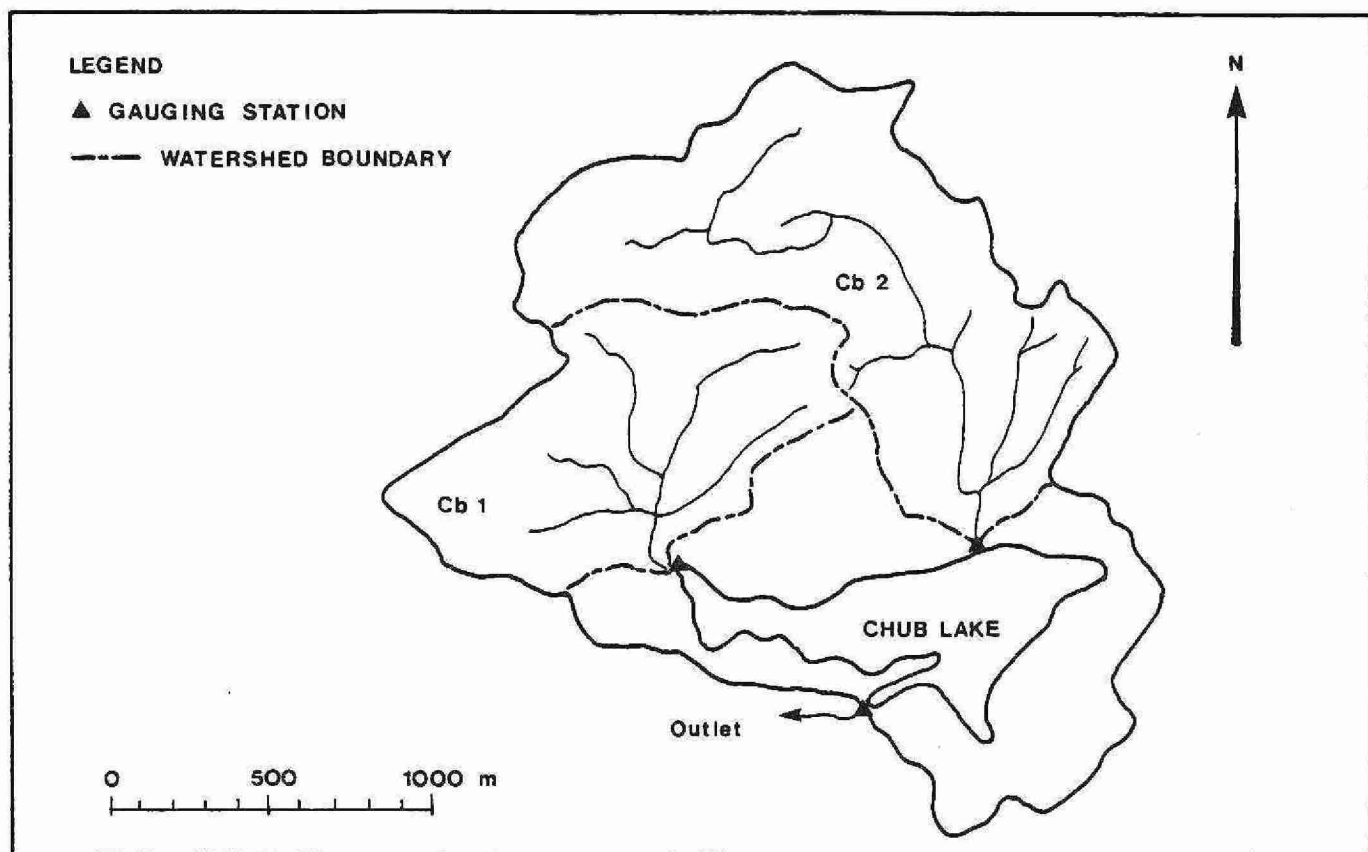 LEGEND
GAUGING STATION
WATERSHED BOUNDARY
N
Cb 2
Cb 1
CHUB LAKE
Outlet
0 500 1000 m